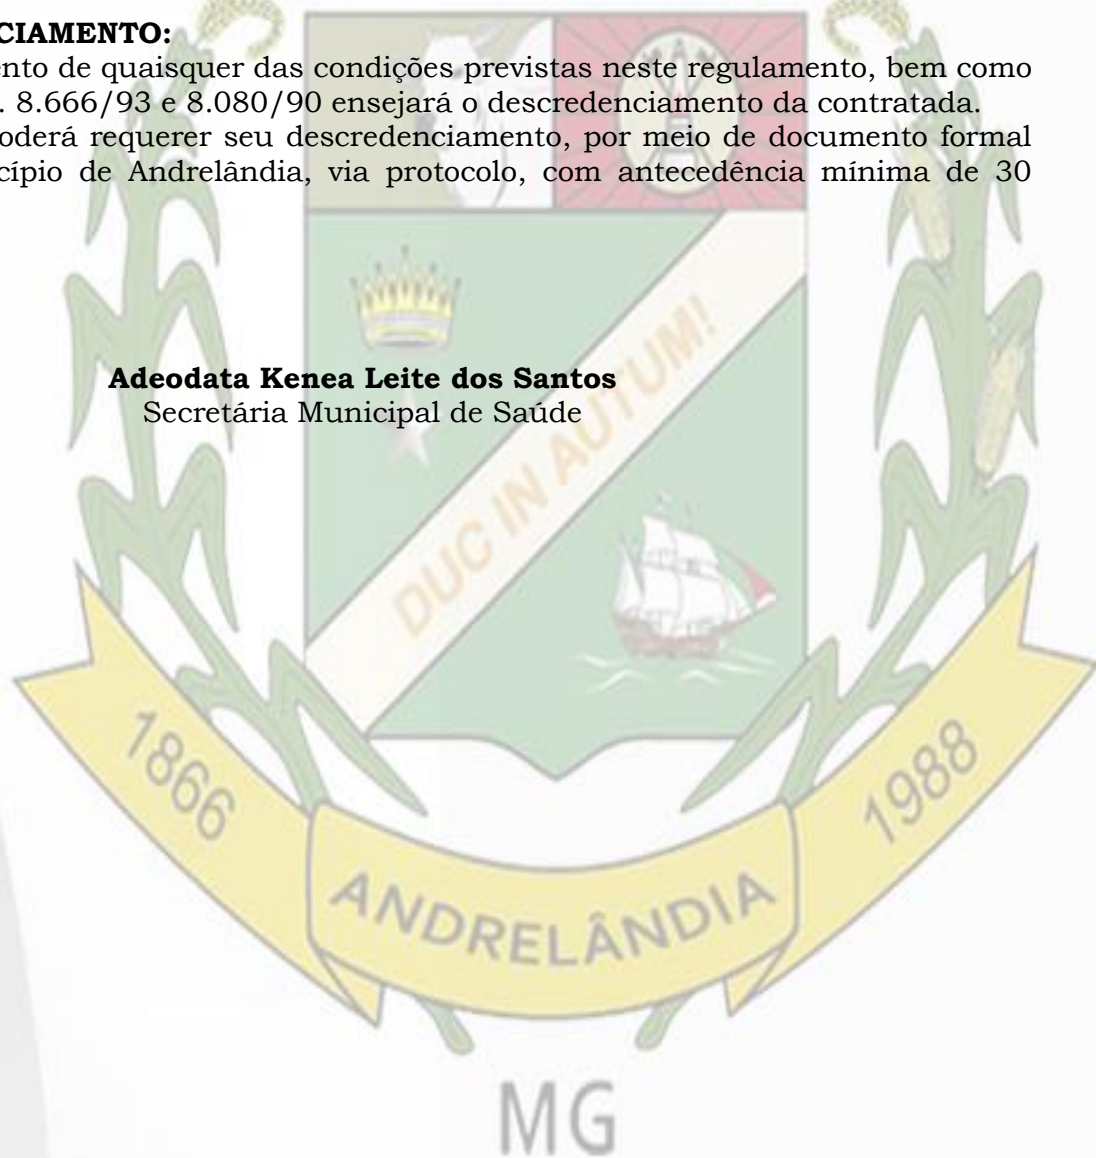 CIAMENTO:
ento de quaisquer das condições previstas neste regulamento, bem como
. 8.666/93 e 8.080/90 ensejará o descredenciamento da contratada.
oderá requerer seu descredenciamento, por meio de documento formal
cípio de Andrelândia, via protocolo, com antecedência mínima de 30
Adeodata Kenea Leite dos Santos
Secretária Municipal de Saúde
DUC IN AUTUM!
1866
1988
ANDRELÂNDIA
MG